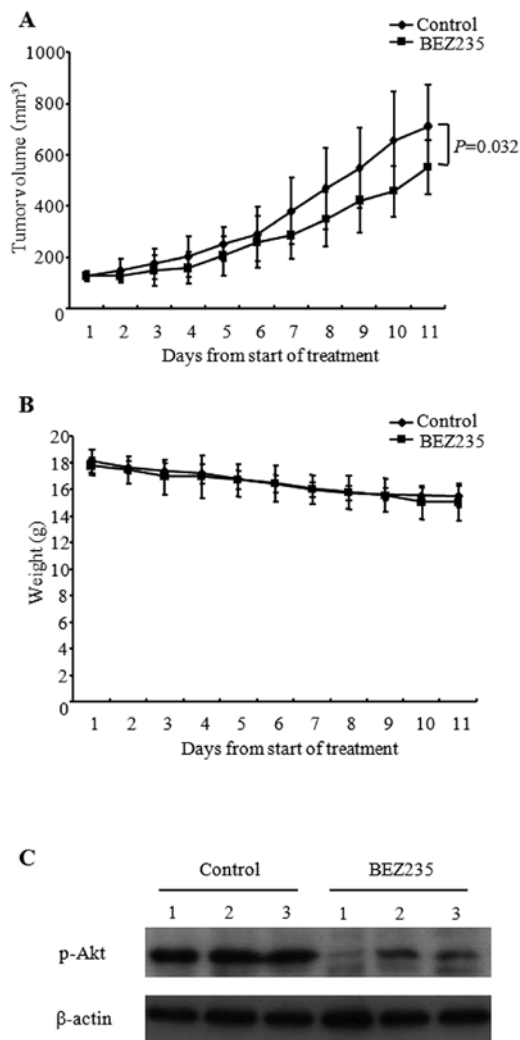 A
Control
BEZ235
Tumor volume (mm³)
1000
800
600
400
200
0
P=0.032
1 2 3 4 5 6 7 8 9 10 11
Days from start of treatment
B
Control
BEZ235
Weight (g)
20
18
16
14
12
10
8
6
4
2
0
1 2 3 4 5 6 7 8 9 10 11
Days from start of treatment
C
Control BEZ235
1 2 3 1 2 3
p-Akt
β-actin